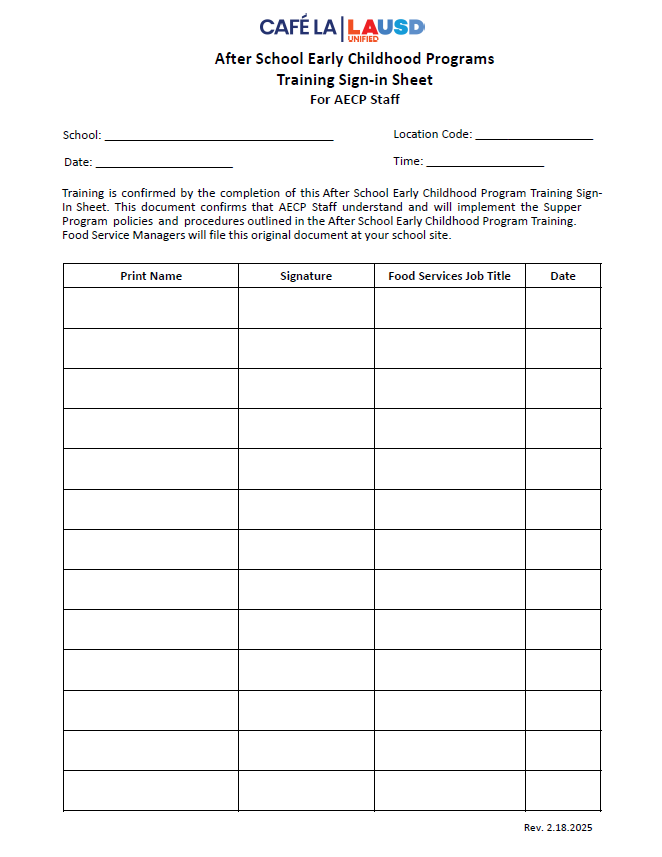 CAFÉ LA LAUSD
UNIFIED
After School Early Childhood Programs
Training Sign-in Sheet
For AECP Staff
School: ___________________________________ Location Code: __________________
Date: _____________________ Time: __________________
Training is confirmed by the completion of this After School Early Childhood Program Training Sign-
In Sheet. This document confirms that AECP Staff understand and will implement the Supper
Program policies and procedures outlined in the After School Early Childhood Program Training.
Food Service Managers will file this original document at your school site.
Print Name Signature Food Services Job Title Date
Rev. 2.18.2025